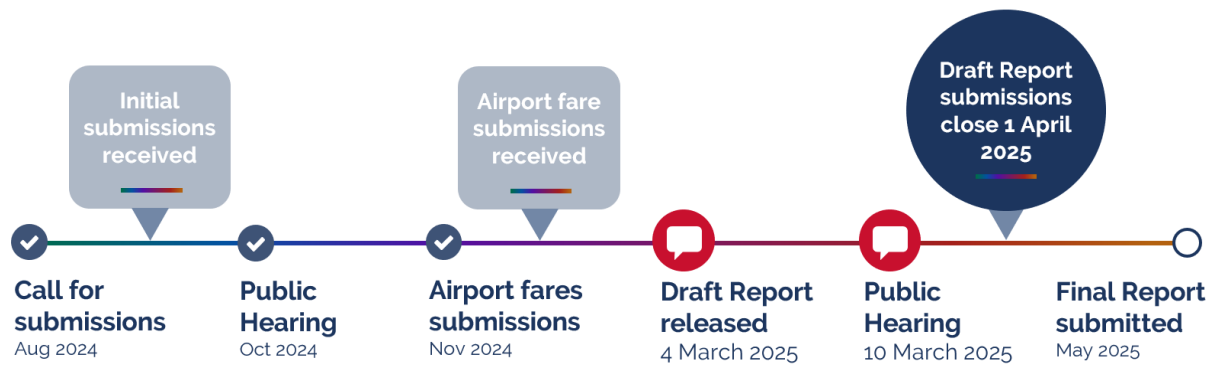 Initial
submissions
received
Airport fare
submissions
received
Draft Report
submissions
close 1 April
2025
Call for
submissions
Aug 2024
Public
Hearing
Oct 2024
Airport fares
submissions
Nov 2024
Draft Report
released
4 March 2025
Public
Hearing
10 March 2025
Final Report
submitted
May 2025